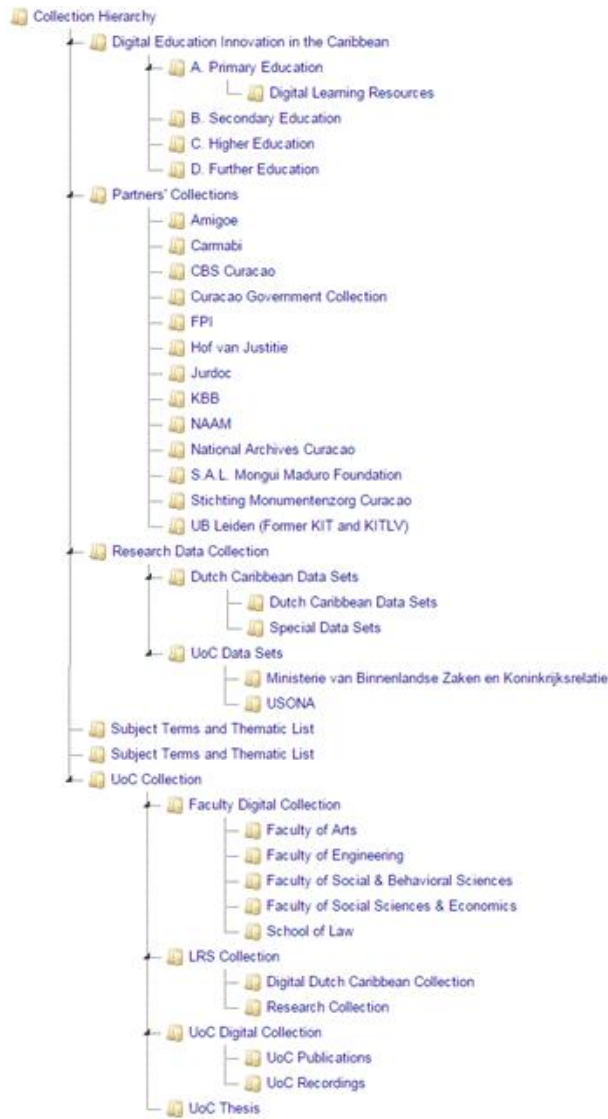 Collection Hierarchy
Digital Education Innovation in the Caribbean
A. Primary Education
Digital Learning Resources
B. Secondary Education
C. Higher Education
D. Further Education
Partners' Collections
Amigoe
Carmabi
CBS Curacao
Curacao Government Collection
FPI
Hof van Justitie
Jurdoc
KBB
NAAM
National Archives Curacao
S.A.L. Mongui Maduro Foundation
Stichting Monumentenzorg Curacao
UB Leiden (Former KIT and KITLV)
Research Data Collection
Dutch Caribbean Data Sets
Dutch Caribbean Data Sets
Special Data Sets
UoC Data Sets
Ministerie van Binnenlandse Zaken en Koninkrijksrelatie
USONA
Subject Terms and Thematic List
Subject Terms and Thematic List
UoC Collection
Faculty Digital Collection
Faculty of Arts
Faculty of Engineering
Faculty of Social & Behavioral Sciences
Faculty of Social Sciences & Economics
School of Law
LRS Collection
Digital Dutch Caribbean Collection
Research Collection
UoC Digital Collection
UoC Publications
UoC Recordings
UoC Thesis